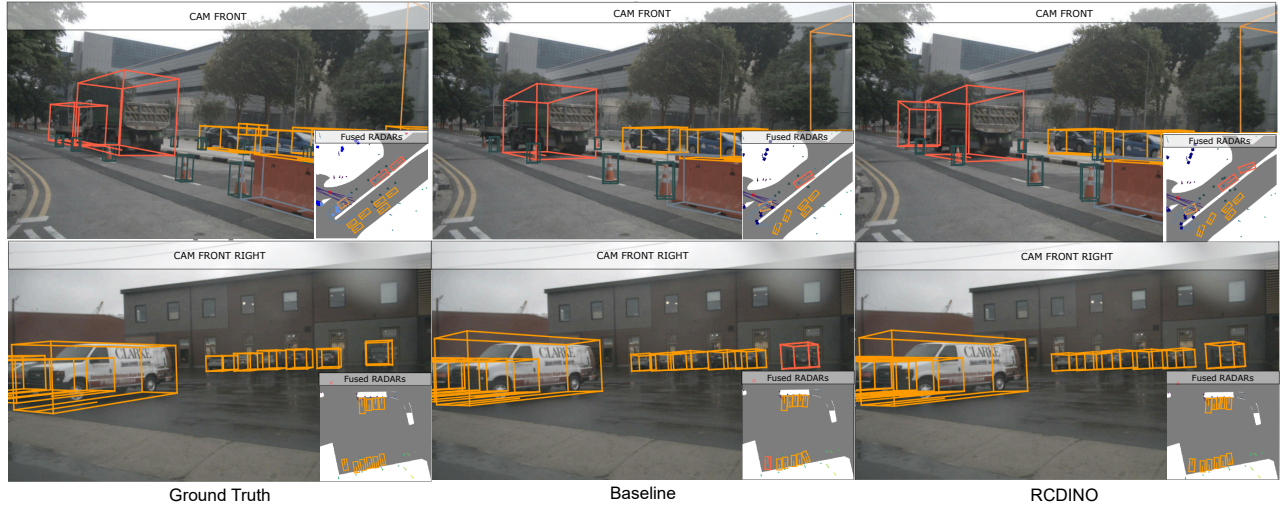 CAM FRONT
CAM FRONT
CAM FRONT
Fused RADARs
Fused RADARs
Fused RADARs
CAM FRONT RIGHT
CAM FRONT RIGHT
CAM FRONT RIGHT
CLARKE
CLARKE
CLARKE
Fused RADARs
Fused RADARs
Fused RADARs
Ground Truth
Baseline
RCDINO